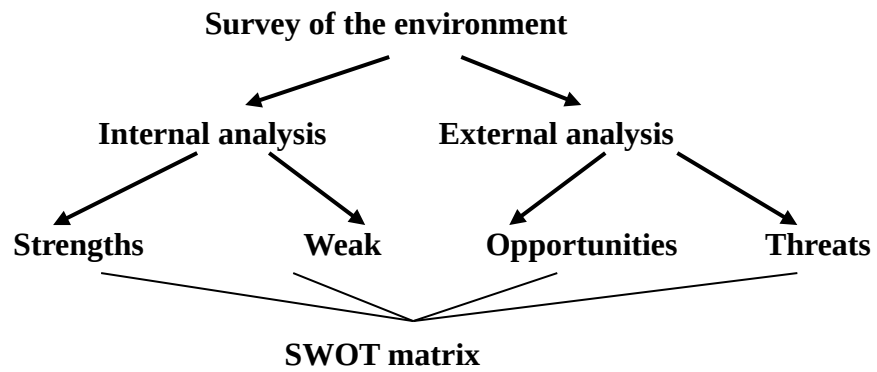 Survey of the environment
Internal analysis External analysis
Strengths Weak Opportunities Threats
SWOT matrix